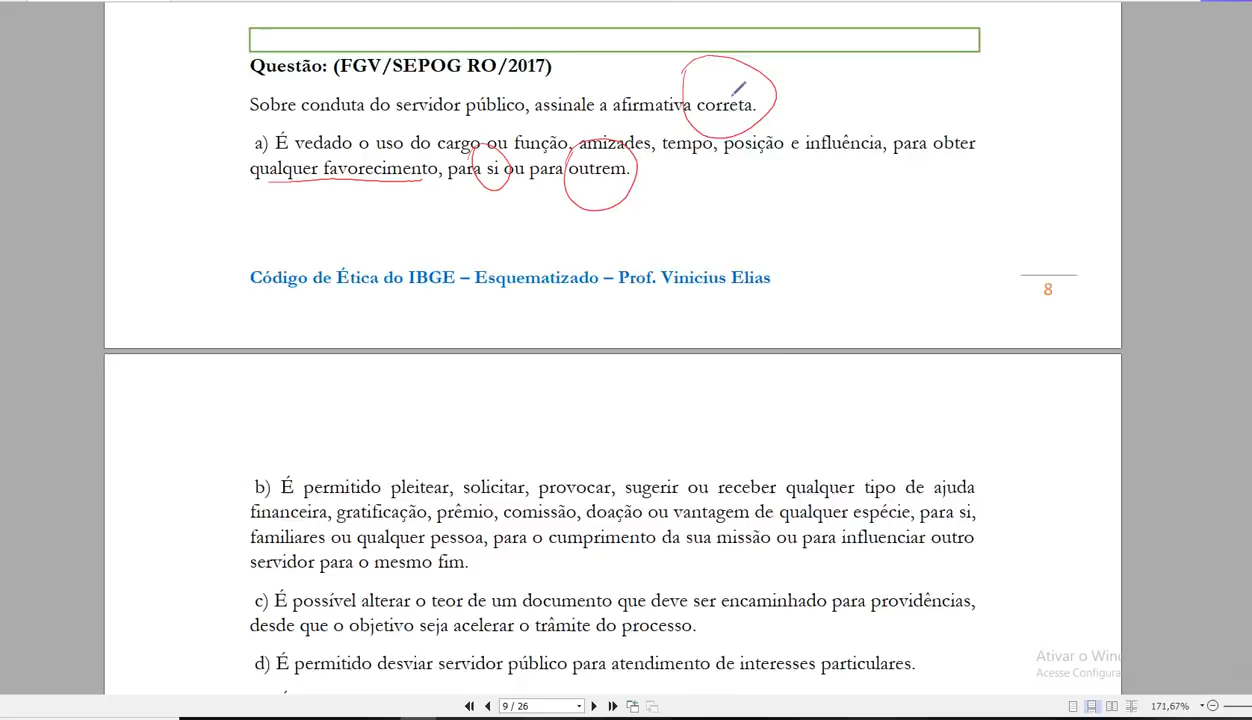 Questão: (FGV/SEPOG RO/2017)
Sobre conduta do servidor público, assinale a afirmativa correta.
a) É vedado o uso do cargo ou função, amizades, tempo, posição e influência, para obter
qualquer favorecimento, para si ou para outrem.
Código de Ética do IBGE – Esquematizado – Prof. Vinicius Elias
8
b) É permitido pleitear, solicitar, provocar, sugerir ou receber qualquer tipo de ajuda
financeira, gratificação, prêmio, comissão, doação ou vantagem de qualquer espécie, para si,
familiares ou qualquer pessoa, para o cumprimento da sua missão ou para influenciar outro
servidor para o mesmo fim.
c) É possível alterar o teor de um documento que deve ser encaminhado para providências,
desde que o objetivo seja acelerar o trâmite do processo.
d) É permitido desviar servidor público para atendimento de interesses particulares.
Ativar o Win
Acesse Configura
9 / 26
171,67%